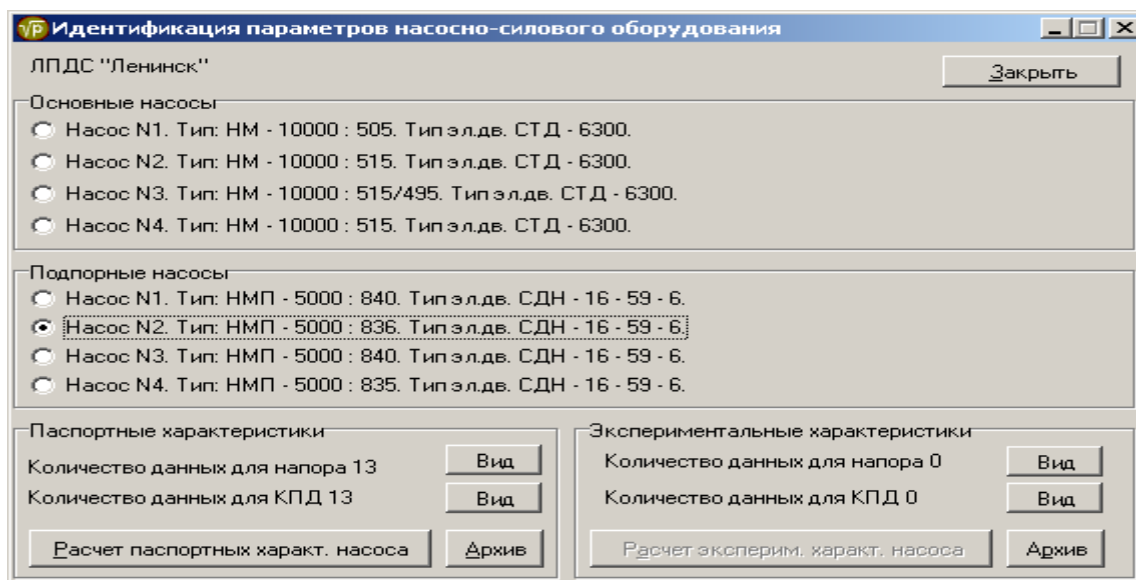 Идентификация параметров насосно-силового оборудования
ЛПДС "Ленинск"
Закрыть
Основные насосы
Насос N1. Тип: НМ - 10000 : 505. Тип эл.дв. СТД - 6300.
Насос N2. Тип: НМ - 10000 : 515. Тип эл.дв. СТД - 6300.
Насос N3. Тип: НМ - 10000 : 515/495. Тип эл.дв. СТД - 6300.
Насос N4. Тип: НМ - 10000 : 515. Тип эл.дв. СТД - 6300.
Подпорные насосы
Насос N1. Тип: НМП - 5000 : 840. Тип эл.дв. СДН - 16 - 59 - 6.
Насос N2. Тип: НМП - 5000 : 836. Тип эл.дв. СДН - 16 - 59 - 6.
Насос N3. Тип: НМП - 5000 : 840. Тип эл.дв. СДН - 16 - 59 - 6.
Насос N4. Тип: НМП - 5000 : 835. Тип эл.дв. СДН - 16 - 59 - 6.
Паспортные характеристики
Количество данных для напора 13
Вид
Количество данных для КПД 13
Вид
Расчет паспортных характ. насоса
Архив
Экспериментальные характеристики
Количество данных для напора 0
Вид
Количество данных для КПД 0
Вид
Расчет эксперим. характ. насоса
Архив